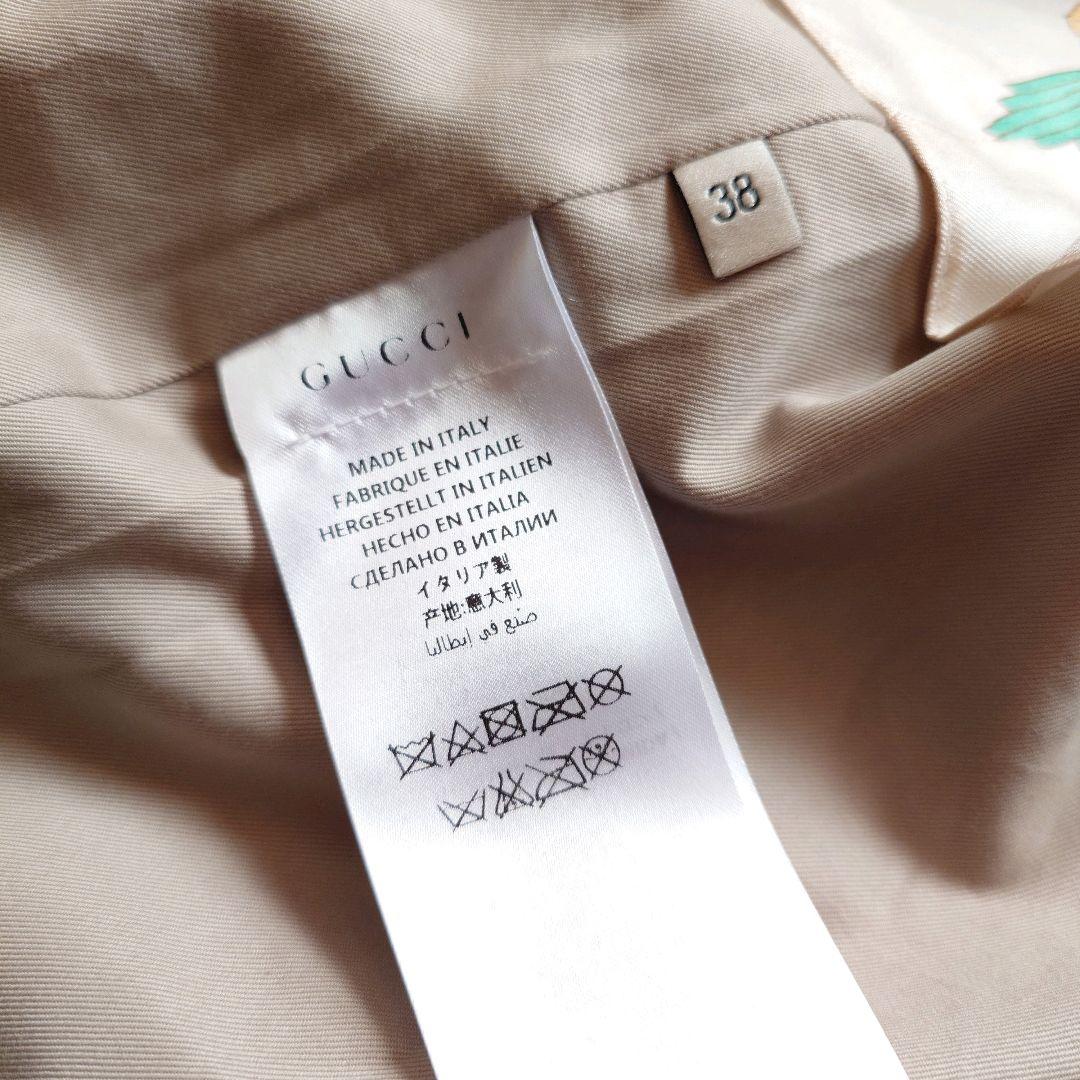 38
GUCCI
MADE IN ITALY
FABRIQUE EN ITALIE
HERGESTELLT IN ITALIEN
HECHO EN ITALIA
СДЕЛАНО В ИТАЛИИ
イタリア製
产地:意大利
صنع في إيطاليا